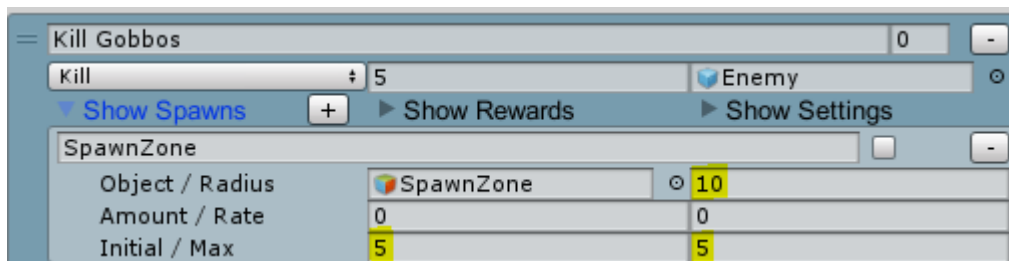 Kill Gobbos 0 -
Kill 5 Enemy
Show Spawns + Show Rewards Show Settings
SpawnZone -
Object / Radius SpawnZone 10
Amount / Rate 0 0
Initial / Max 5 5